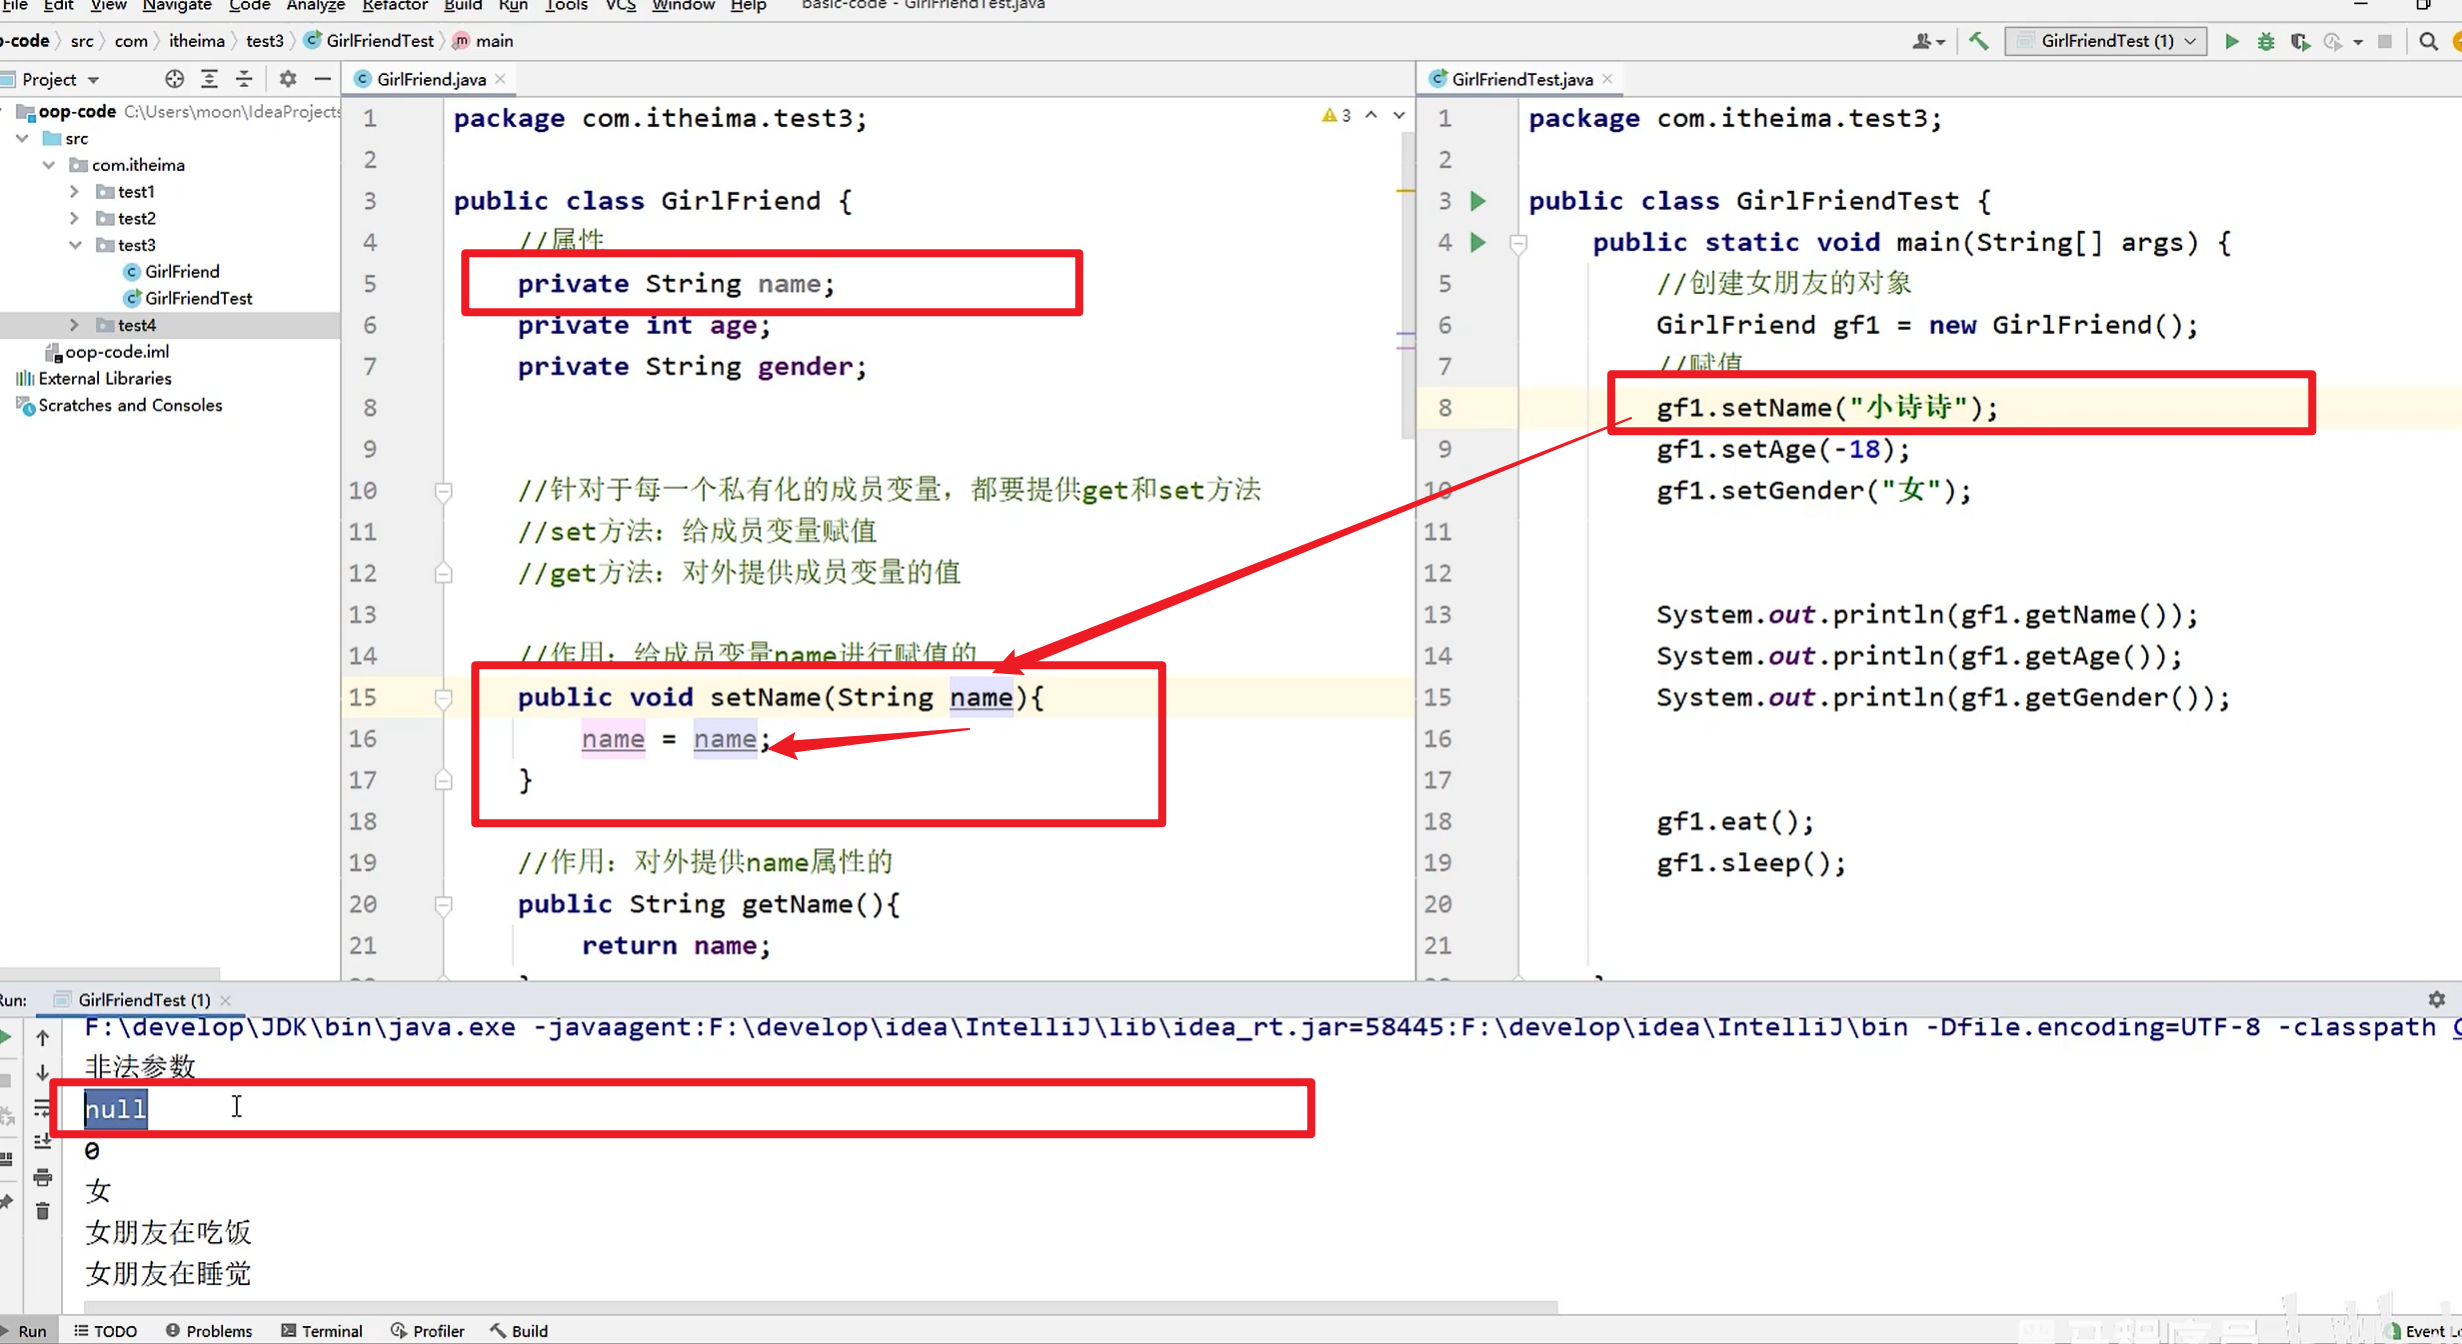 File Edit View Navigate Code Analyze Refactor Build Run Tools VCS Window Help basic-code - GirlFriendTest.java
src com itheima test3 GirlFriendTest main GirlFriendTest (1)
Project
GirlFriend.java
GirlFriendTest.java
oop-code C:\Users\moon\IdeaProjects
src
com.itheima
test1
test2
test3
GirlFriend
GirlFriendTest
test4
oop-code.iml
External Libraries
Scratches and Consoles
3
1 package com.itheima.test3;
2
3 public class GirlFriend {
4 //属性
5 private String name;
6 private int age;
7 private String gender;
8
9
10 //针对于每一个私有化的成员变量，都要提供get和set方法
11 //set方法：给成员变量赋值
12 //get方法：对外提供成员变量的值
13
14 //作用：给成员变量name进行赋值的
15 public void setName(String name){
16 name = name;
17 }
18
19 //作用：对外提供name属性的
20 public String getName(){
21 return name;
1 package com.itheima.test3;
2
3 public class GirlFriendTest {
4 public static void main(String[] args) {
5 //创建女朋友的对象
6 GirlFriend gf1 = new GirlFriend();
7 //赋值
8 gf1.setName("小诗诗");
9 gf1.setAge(-18);
10 gf1.setGender("女");
11
12
13 System.out.println(gf1.getName());
14 System.out.println(gf1.getAge());
15 System.out.println(gf1.getGender());
16
17
18 gf1.eat();
19 gf1.sleep();
20
21
GirlFriendTest (1)
F:\develop\JDK\bin\java.exe -javaagent:F:\develop\idea\IntelliJ\lib\idea_rt.jar=58445:F:\develop\idea\IntelliJ\bin -Dfile.encoding=UTF-8 -classpath
非法参数
null
0
女
女朋友在吃饭
女朋友在睡觉
Run TODO Problems Terminal Profiler Build Event